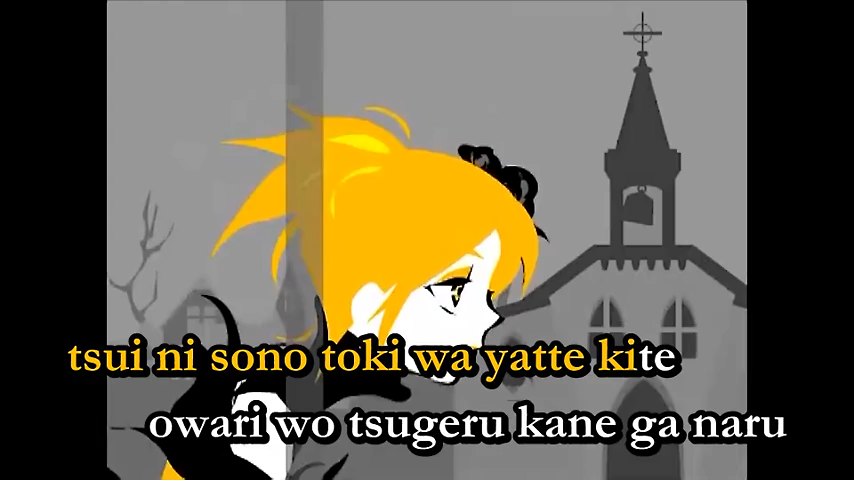 tsui ni sono toki wa yatte kite
owari wo tsugeru kane ga naru